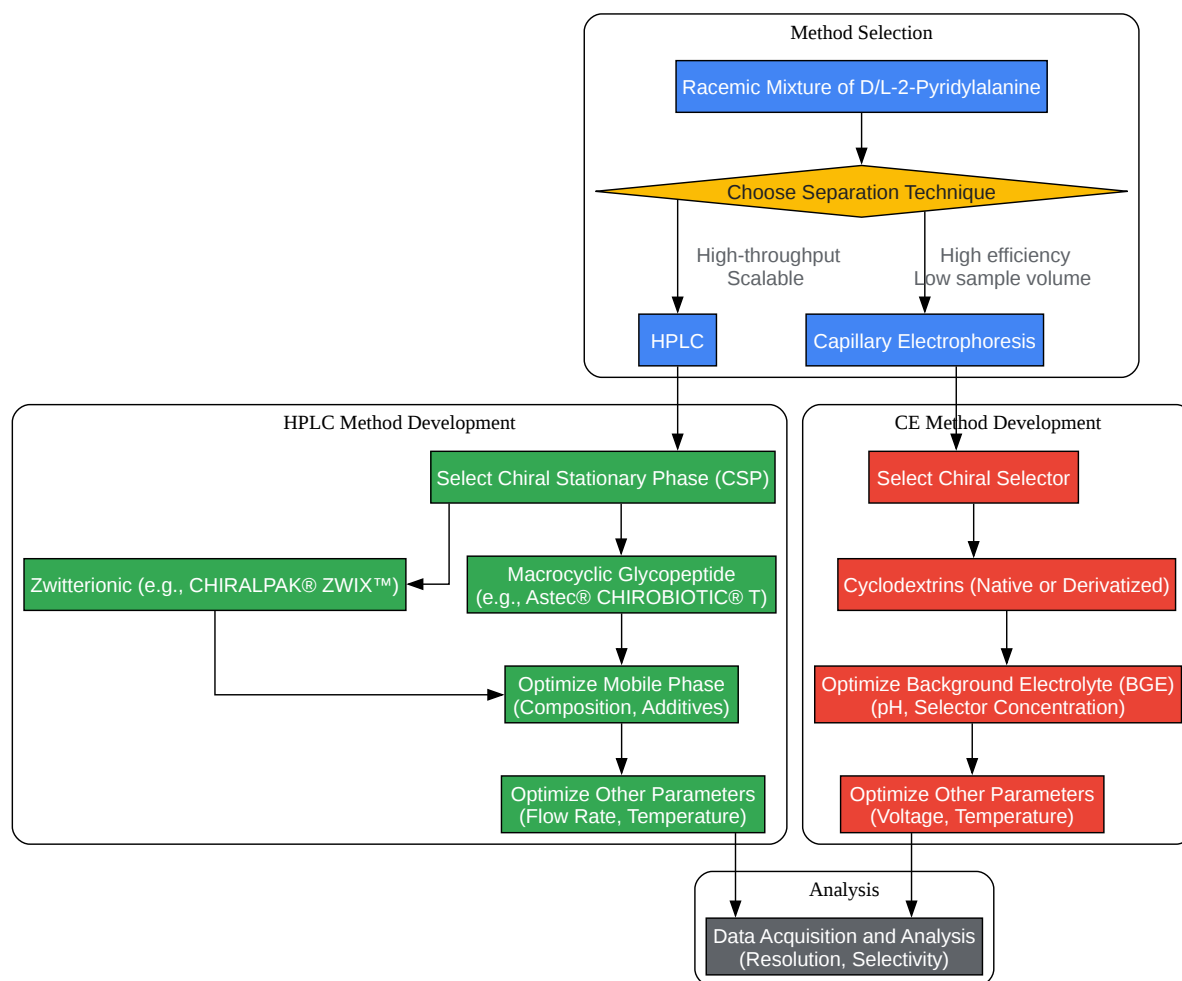 Method Selection
Racemic Mixture of D/L-2-Pyridylalanine
Choose Separation Technique
High-throughput
Scalable
High efficiency
Low sample volume
HPLC
Capillary Electrophoresis
HPLC Method Development
Select Chiral Stationary Phase (CSP)
Zwitterionic (e.g., CHIRALPAK® ZWIX™)
Macrocyclic Glycopeptide
(e.g., Astec® CHIROBIOTIC® T)
Optimize Mobile Phase
(Composition, Additives)
Optimize Other Parameters
(Flow Rate, Temperature)
CE Method Development
Select Chiral Selector
Cyclodextrins (Native or Derivatized)
Optimize Background Electrolyte (BGE)
(pH, Selector Concentration)
Optimize Other Parameters
(Voltage, Temperature)
Analysis
Data Acquisition and Analysis
(Resolution, Selectivity)